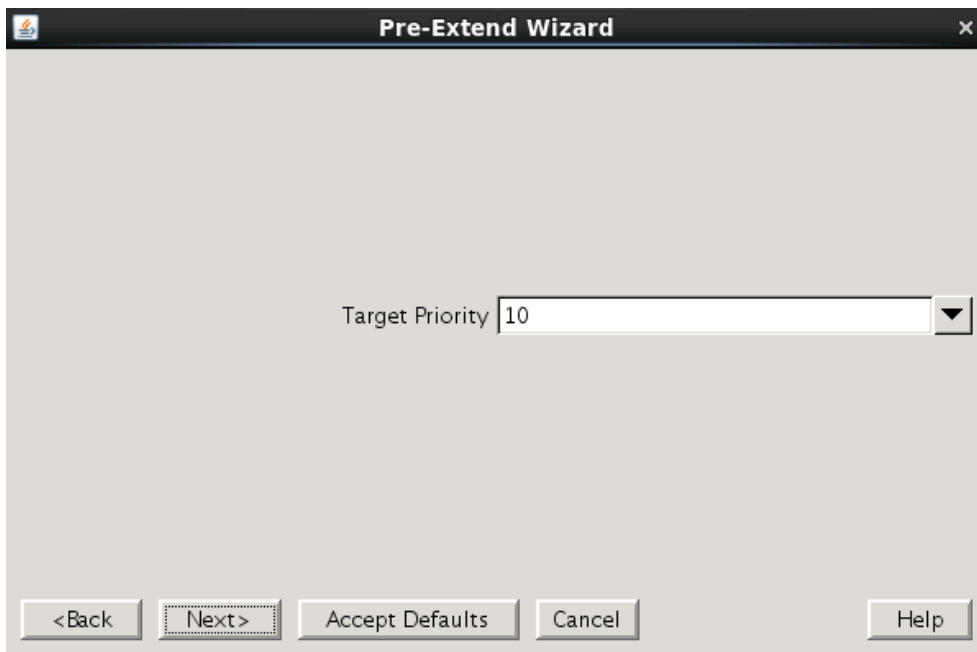 Pre-Extend Wizard
Target Priority 10
<Back Next> Accept Defaults Cancel Help